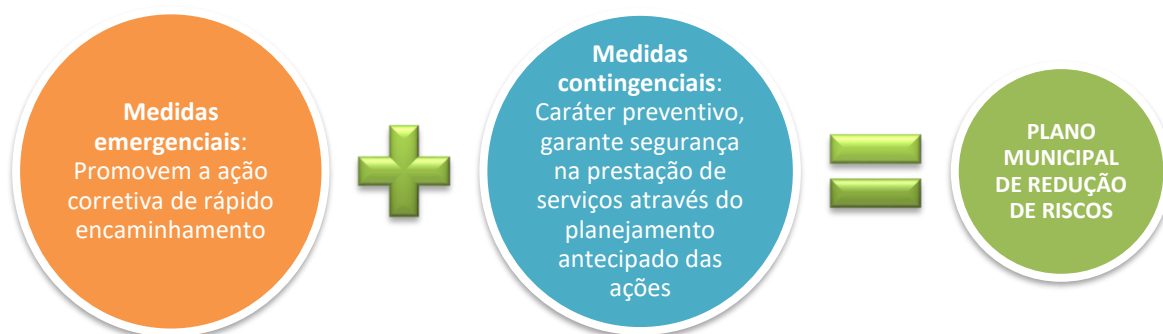 Medidas
emergenciais:
Promovem a ação
corretiva de rápido
encaminhamento
Medidas
contingenciais:
Caráter preventivo,
garante segurança
na prestação de
serviços através do
planejamento
antecipado das
ações
PLANO
MUNICIPAL
DE REDUÇÃO
DE RISCOS